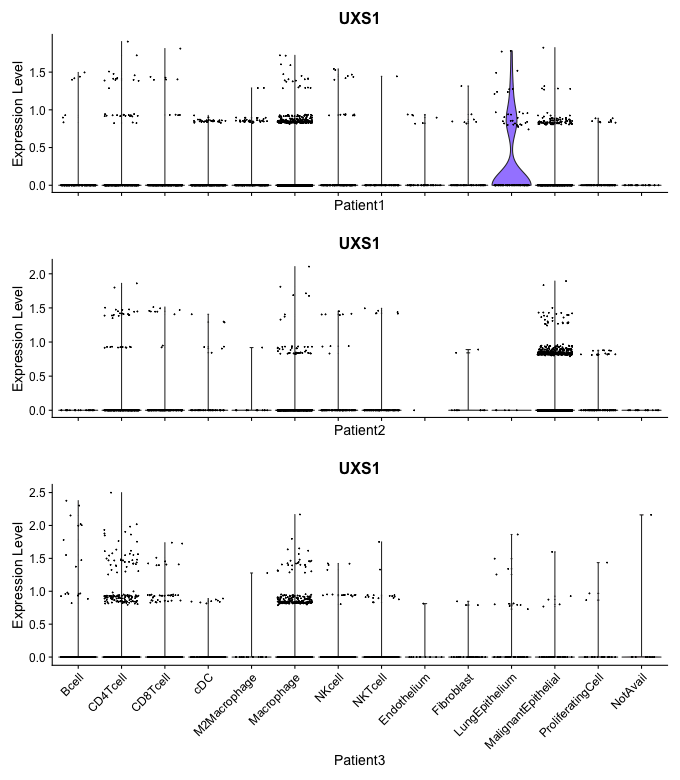 UXS1
Expression Level
1.5
1.0
0.5
0.0
Patient1
UXS1
Expression Level
2.0
1.5
1.0
0.5
0.0
Patient2
UXS1
Expression Level
2.5
2.0
1.5
1.0
0.5
0.0
Bcell
CD4Tcell
CD8Tcell
cDC
M2Macrophage
Macrophage
NKcell
NKTcell
Endothelium
Fibroblast
LungEpithelium
MalignantEpithelial
ProliferatingCell
NotAvail
Patient3